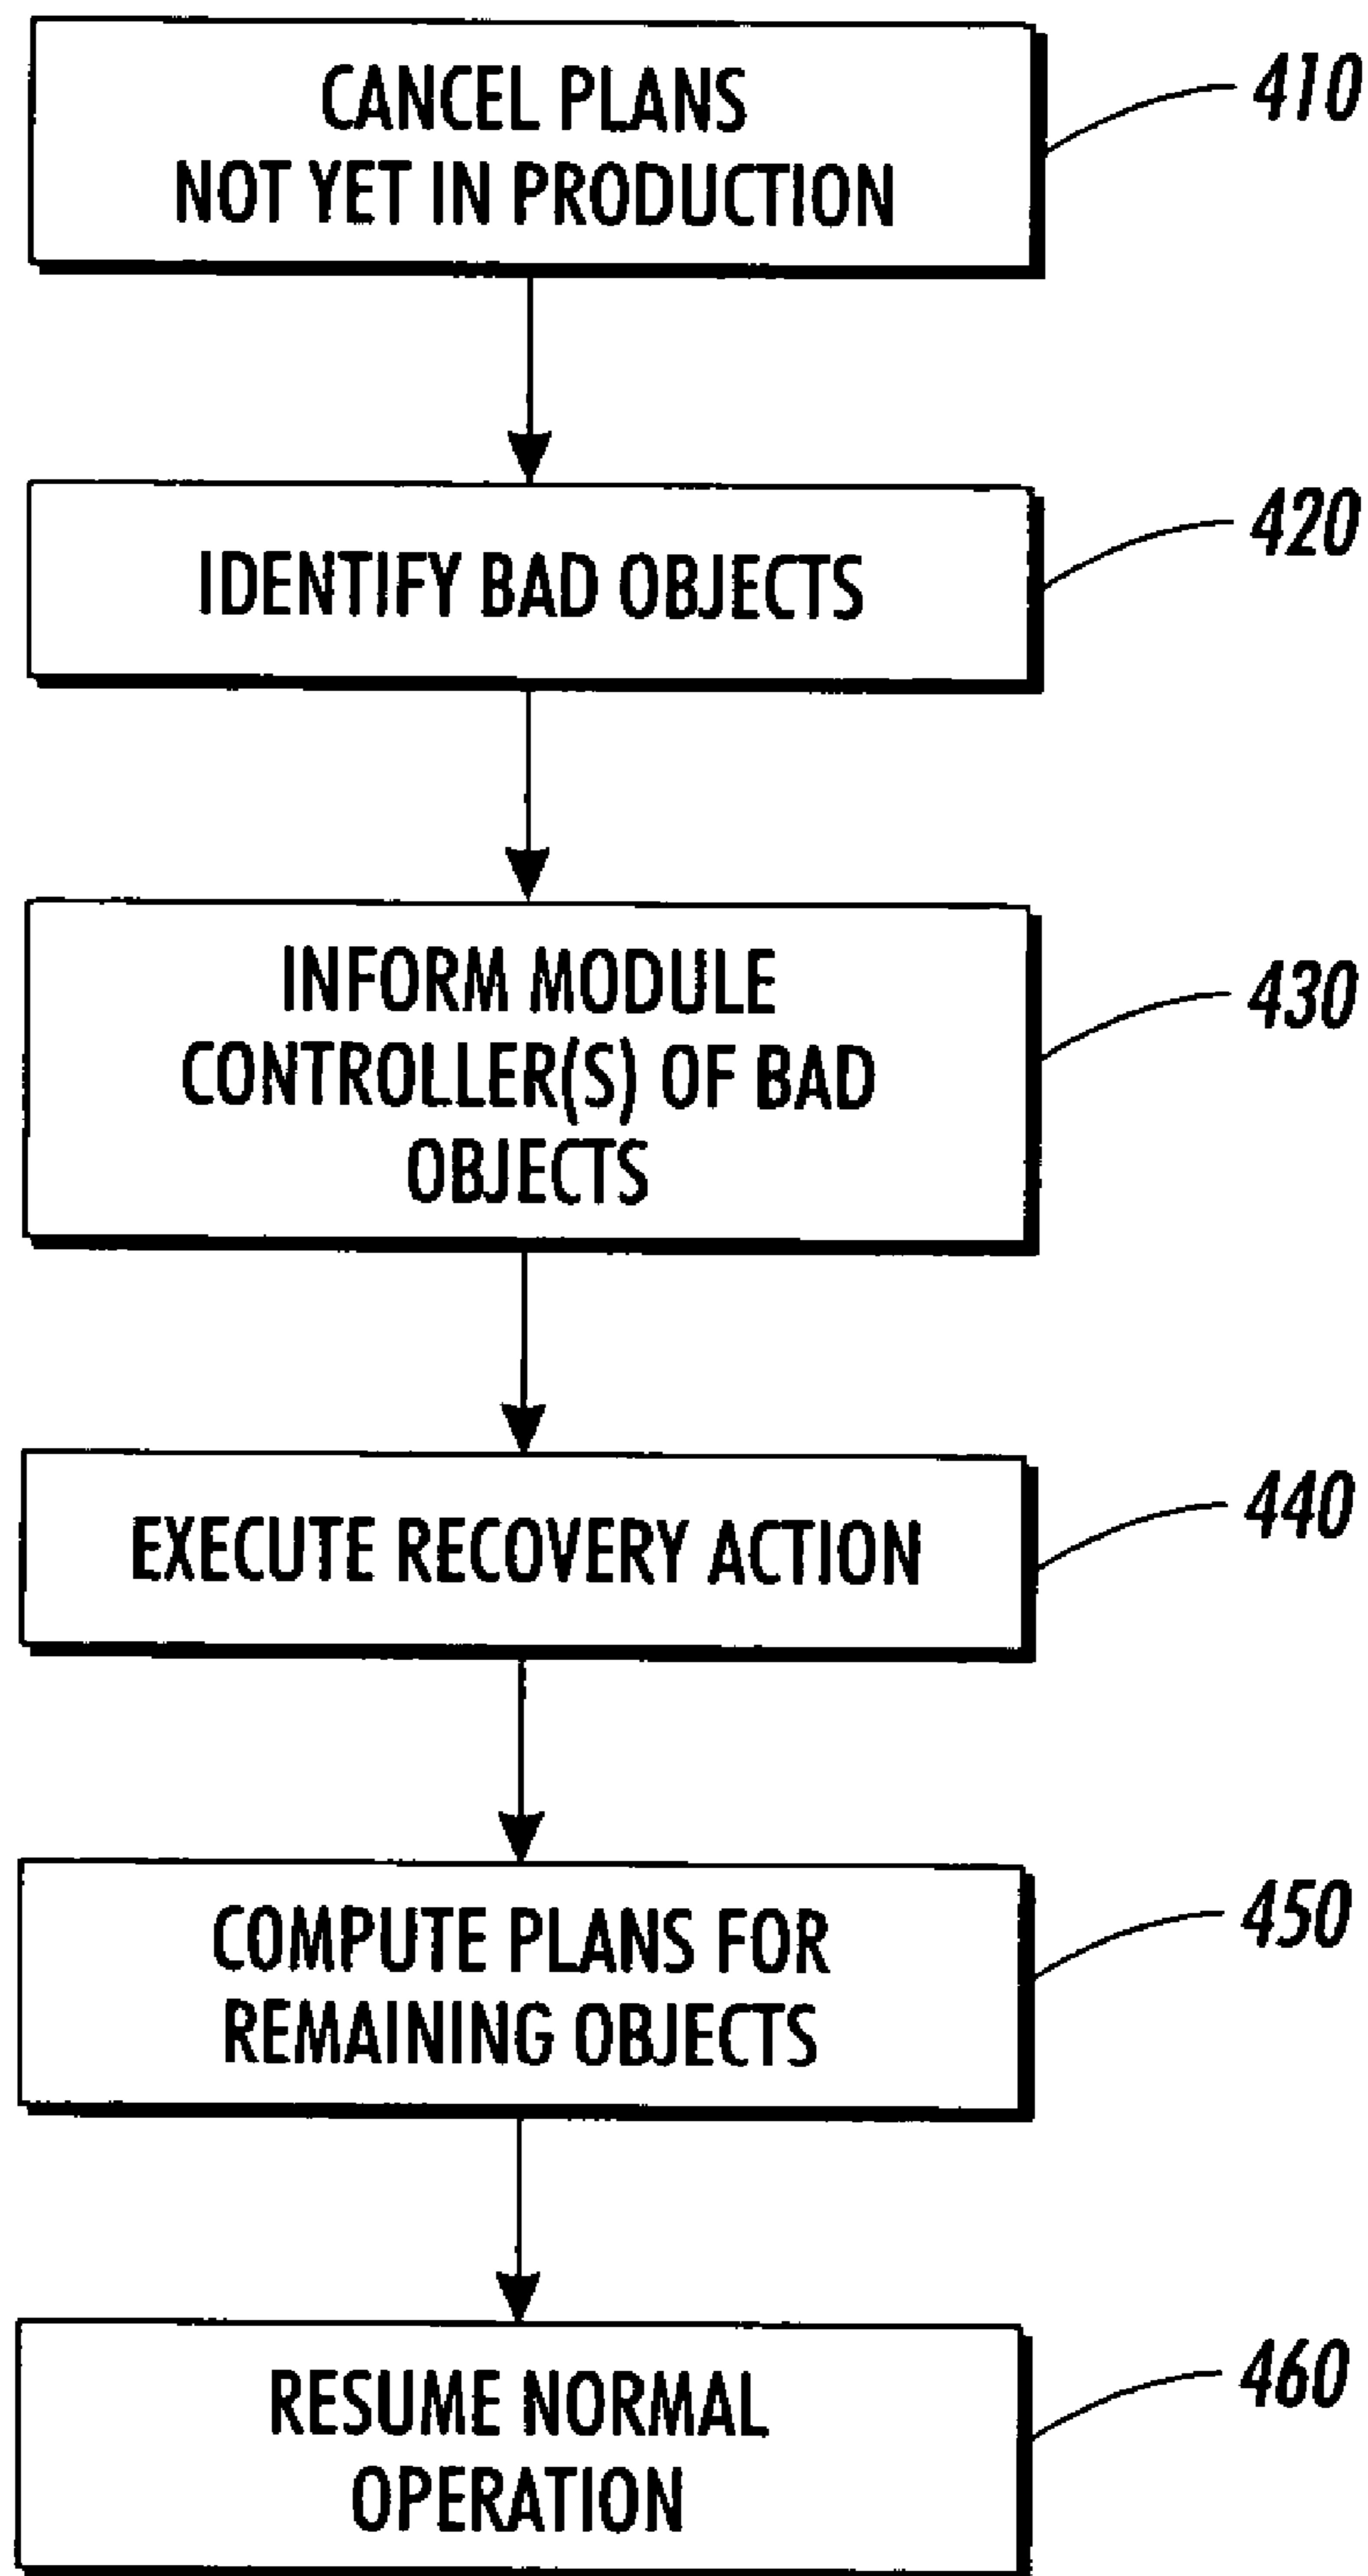 CANCEL PLANS
NOT YET IN PRODUCTION
410
IDENTIFY BAD OBJECTS
420
INFORM MODULE
CONTROLLER(S) OF BAD
OBJECTS
430
EXECUTE RECOVERY ACTION
440
COMPUTE PLANS FOR
REMAINING OBJECTS
450
RESUME NORMAL
OPERATION
460